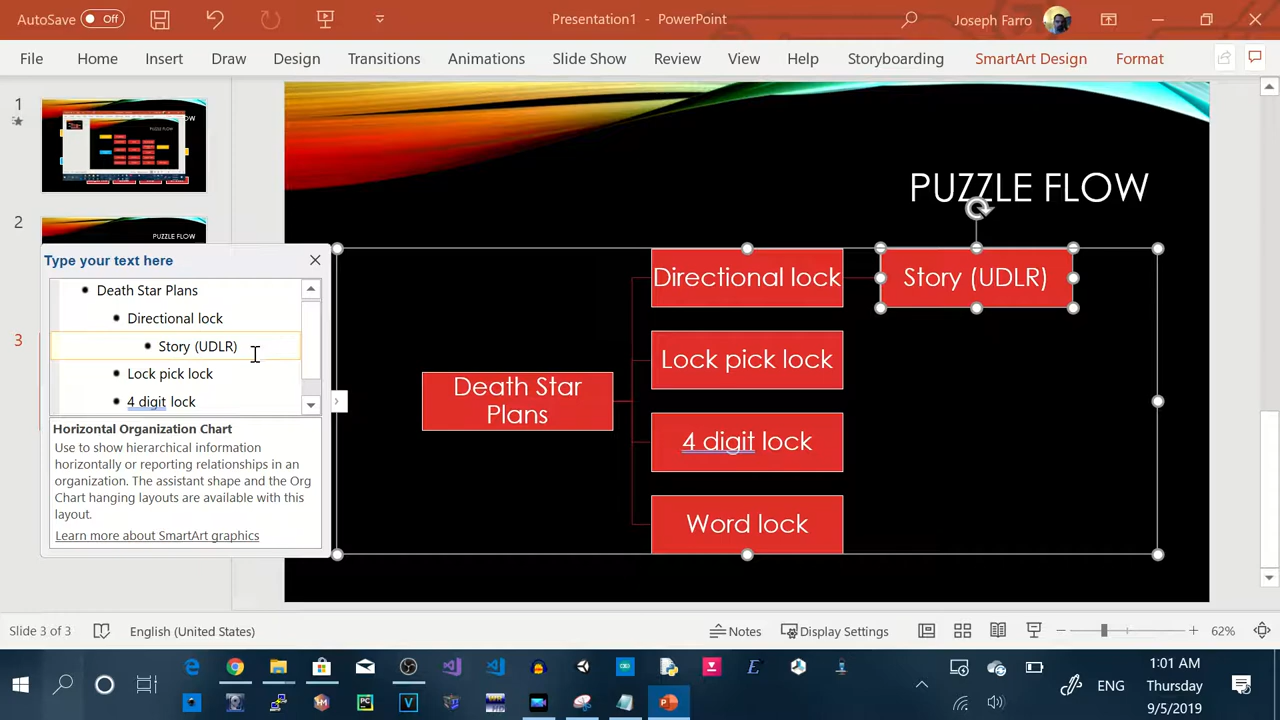 AutoSave Off
Presentation1 - PowerPoint
Joseph Farro
File Home Insert Draw Design Transitions Animations Slide Show Review View Help Storyboarding SmartArt Design Format
1
PUZZLE FLOW
2
PUZZLE FLOW
3
Type your text here
Death Star Plans
Directional lock
Story (UDLR)
Lock pick lock
4 digit lock
Horizontal Organization Chart
Use to show hierarchical information
horizontally or reporting relationships in an
organization. The assistant shape and the Org
Chart hanging layouts are available with this
layout.
Learn more about SmartArt graphics
PUZZLE FLOW
Directional lock
Story (UDLR)
Lock pick lock
Death Star
Plans
4 digit lock
Word lock
Slide 3 of 3
English (United States)
Notes
Display Settings
62%
ENG
1:01 AM
Thursday
9/5/2019